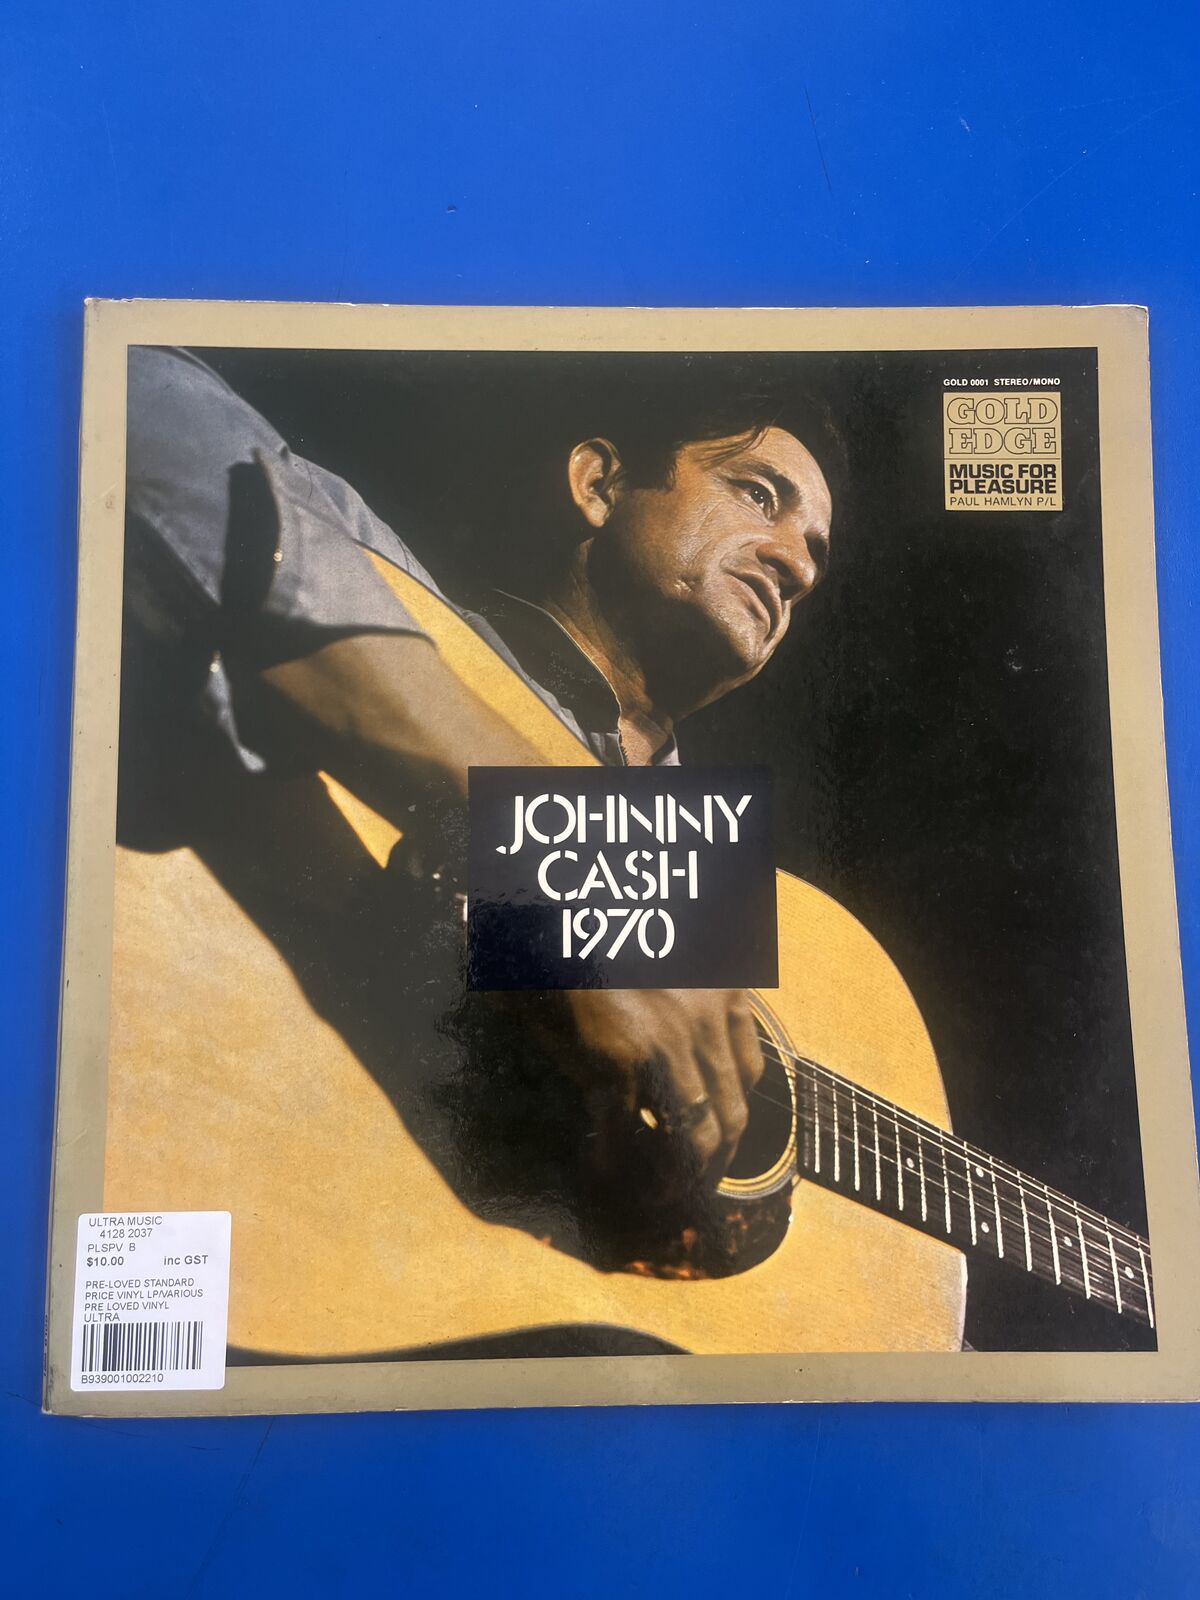 GOLD 0001 STEREO/MONO
GOLD
EDGE
MUSIC FOR
PLEASURE
PAUL HAMLYN P/L
JOHNNY
CASH
1970
ULTRA MUSIC
4128 2037
PLSPV B
$10.00 inc GST
PRE-LOVED STANDARD
PRICE VINYL LP/VARIOUS
PRE LOVED VINYL
ULTRA
B939001002210